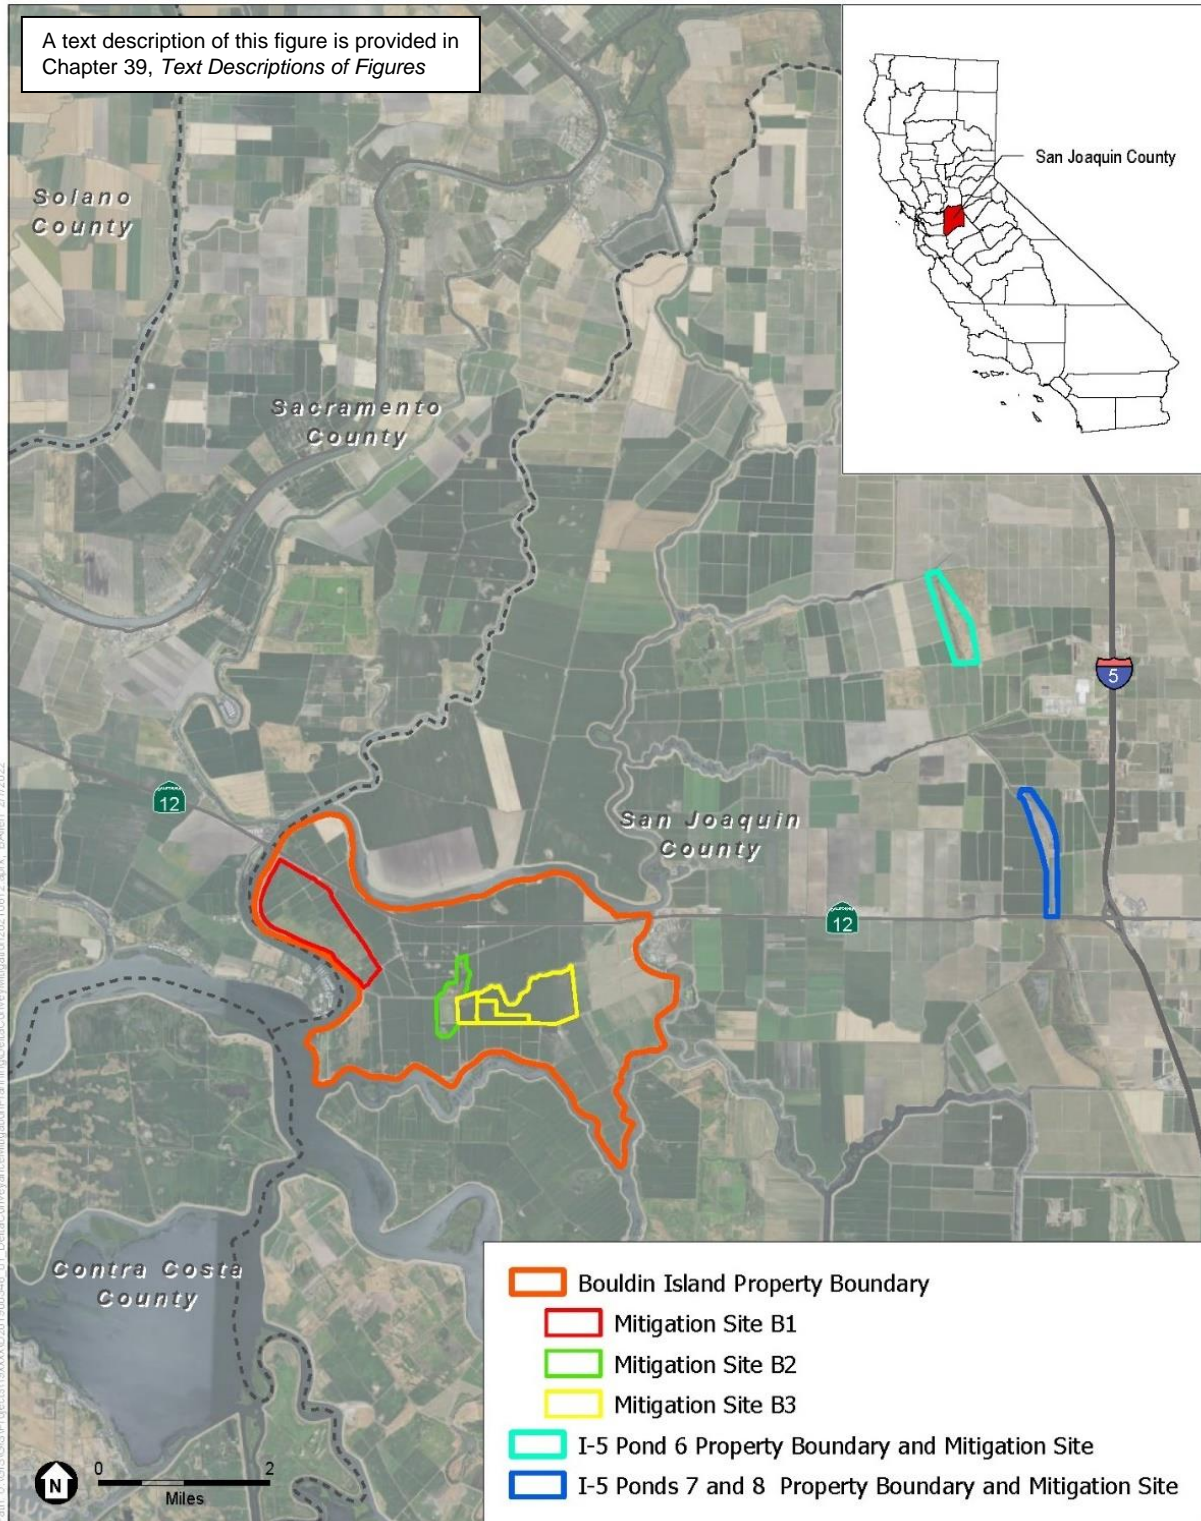 A text description of this figure is provided in
Chapter 39, Text Descriptions of Figures
San Joaquin County
Solano
County
Sacramento
County
5
12
San Joaquin
County
12
Contra Costa
County
Bouldin Island Property Boundary
Mitigation Site B1
Mitigation Site B2
Mitigation Site B3
I-5 Pond 6 Property Boundary and Mitigation Site
I-5 Ponds 7 and 8 Property Boundary and Mitigation Site
N
0 2
Miles